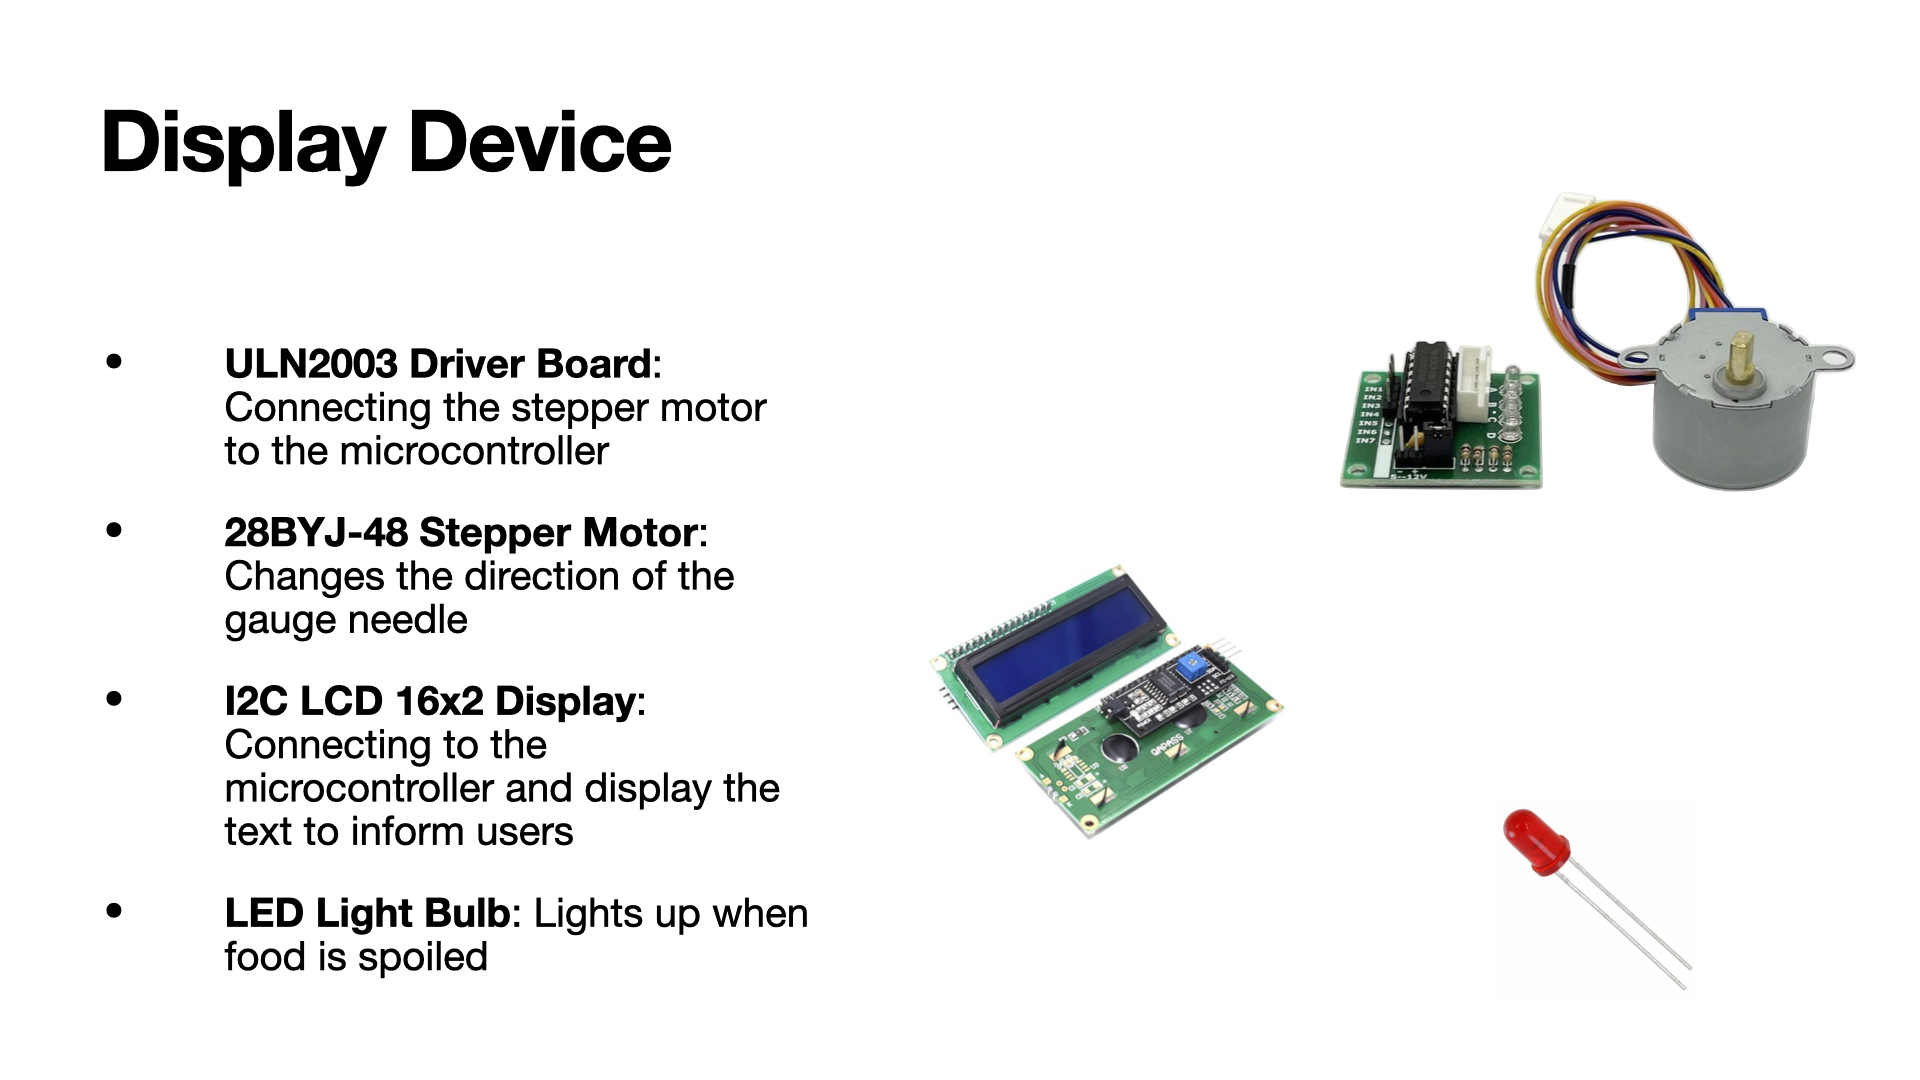 Display Device
• ULN2003 Driver Board:
Connecting the stepper motor
to the microcontroller
• 28BYJ-48 Stepper Motor:
Changes the direction of the
gauge needle
• I2C LCD 16x2 Display:
Connecting to the
microcontroller and display the
text to inform users
• LED Light Bulb: Lights up when
food is spoiled
IN1
IN2
IN3
IN4
IN5
IN6
IN7
A
B
C
D
5-12V
QAPASS